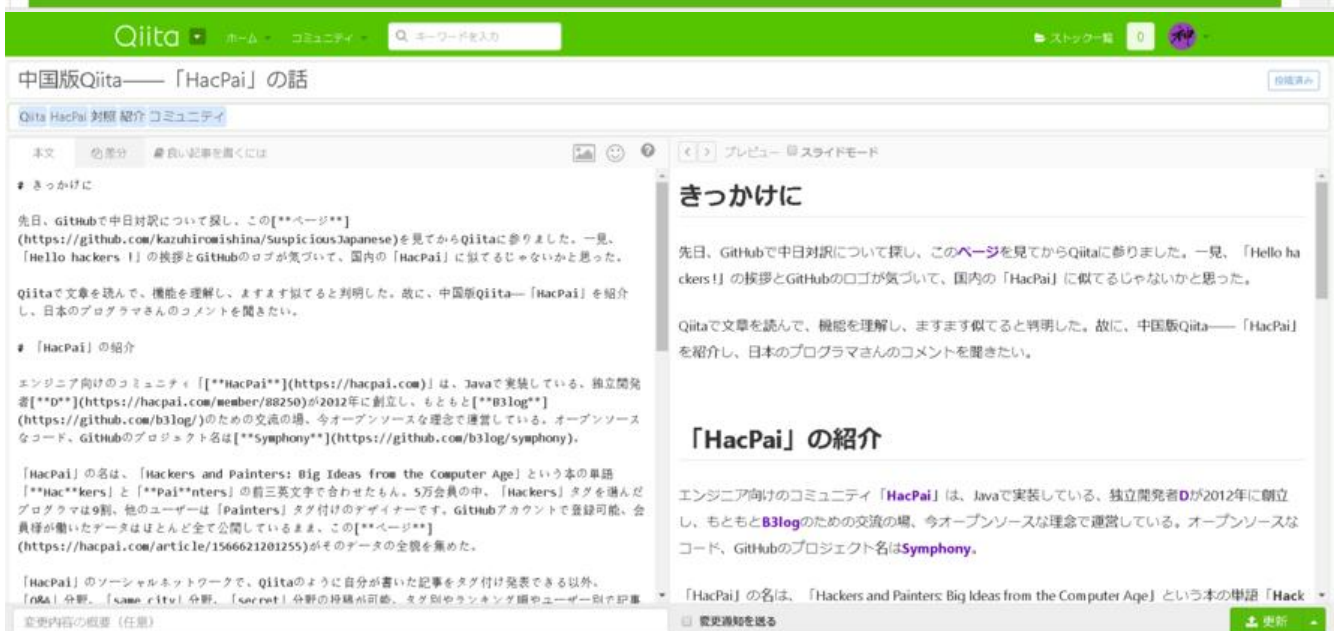 Qiita ホーム コミュニティ キーワードを入力 ストック一覧 0
中国版Qiita——「HacPai」の話 投稿済み
Qiita HacPai 対照 紹介 コミュニティ
本文 差分 良い記事を書くには プレビュー スライドモード
# きっかけに
先日、GitHubで中日対訳について探し、この[**ページ**]
(https://github.com/kazuhiromishina/SuspiciousJapanese)を見てからQiitaに参りました。一見、
「Hello hackers !」の挨拶とGitHubのロゴが気づいて、国内の「HacPai」に似てるじゃないかと思った。
Qiitaで文章を読んで、機能を理解し、ますます似てると判明した。故に、中国版Qiita—「HacPai」を紹介
し、日本のプログラマさんのコメントを聞きたい。
# 「HacPai」の紹介
エンジニア向けのコミュニティ「[**HacPai**](https://hacpai.com)」は、Javaで実装している、独立開発
者[**D**](https://hacpai.com/member/88250)が2012年に創立し、もともと[**B3log**]
(https://github.com/b3log/)のための交流の場、今オープンソースな理念で運営している。オープンソース
なコード、GitHubのプロジェクト名は[**Symphony**](https://github.com/b3log/symphony)。
「HacPai」の名は、「Hackers and Painters: Big Ideas from the Computer Age」という本の単語
「**Hac**kers」と「**Pai**nters」の前三英文字で合わせたもん。5万会員の中、「Hackers」タグを選んだ
プログラマは9割、他のユーザーは「Painters」タグ付けのデザイナーです。GitHubアカウントで登録可能、会
員様が働いたデータはほとんど全て公開しているまま、この[**ページ**]
(https://hacpai.com/article/1566621201255)がそのデータの全貌を集めた。
「HacPai」のソーシャルネットワークで、Qiitaのように自分が書いた記事をタグ付け発表できる以外、
「Q&A」分野、「same city」分野、「secret」分野の投稿が可能、タグ別やランキング順やユーザー別で記事
変更内容の概要（任意）
きっかけに
先日、GitHubで中日対訳について探し、このページを見てからQiitaに参りました。一見、「Hello ha
ckers !」の挨拶とGitHubのロゴが気づいて、国内の「HacPai」に似てるじゃないかと思った。
Qiitaで文章を読んで、機能を理解し、ますます似てると判明した。故に、中国版Qiita——「HacPai」
を紹介し、日本のプログラマさんのコメントを聞きたい。
「HacPai」の紹介
エンジニア向けのコミュニティ「HacPai」は、Javaで実装している、独立開発者Dが2012年に創立
し、もともとB3logのための交流の場、今オープンソースな理念で運営している。オープンソースな
コード、GitHubのプロジェクト名はSymphony。
「HacPai」の名は、「Hackers and Painters: Big Ideas from the Computer Age」という本の単語「Hack
変更通知を送る 更新